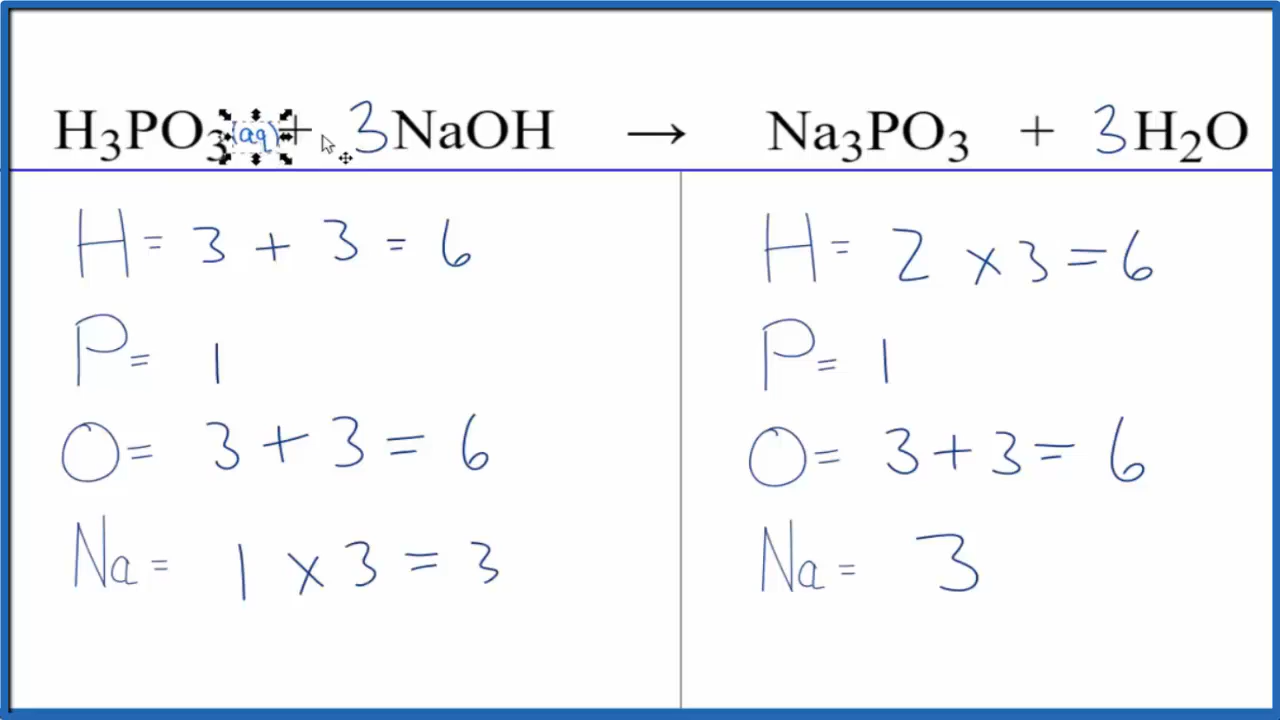 H₃PO₃(aq) + 3NaOH → Na₃PO₃ + 3H₂O
H = 3 + 3 = 6
P = 1
O = 3 + 3 = 6
Na = 1 x 3 = 3
H = 2 x 3 = 6
P = 1
O = 3 + 3 = 6
Na = 3